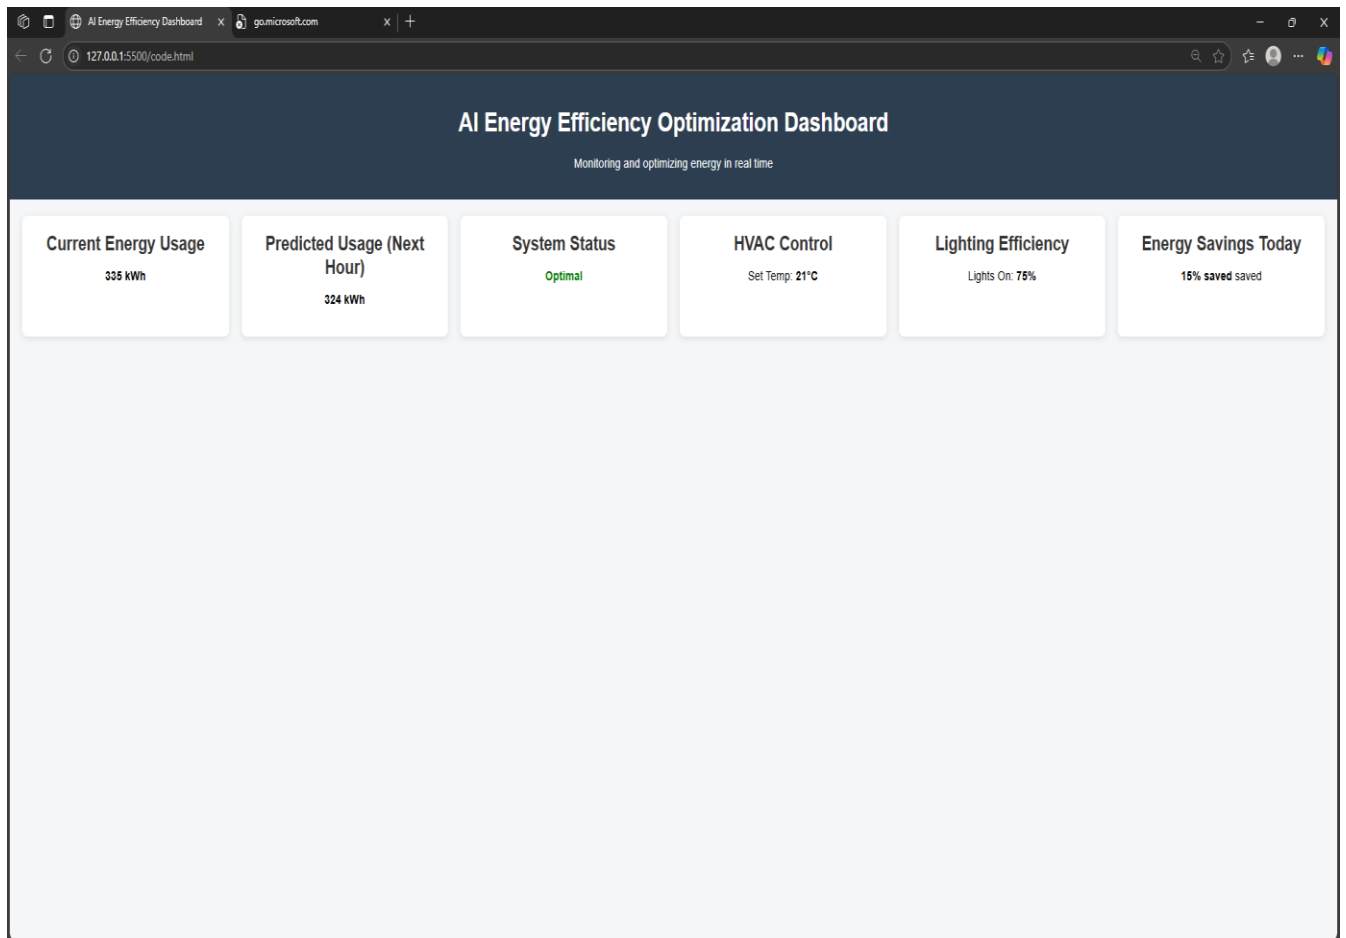 AI Energy Efficiency Dashboard
go.microsoft.com
127.0.0.1:5500/code.html
AI Energy Efficiency Optimization Dashboard
Monitoring and optimizing energy in real time
Current Energy Usage
335 kWh
Predicted Usage (Next
Hour)
324 kWh
System Status
Optimal
HVAC Control
Set Temp: 21°C
Lighting Efficiency
Lights On: 75%
Energy Savings Today
15% saved saved